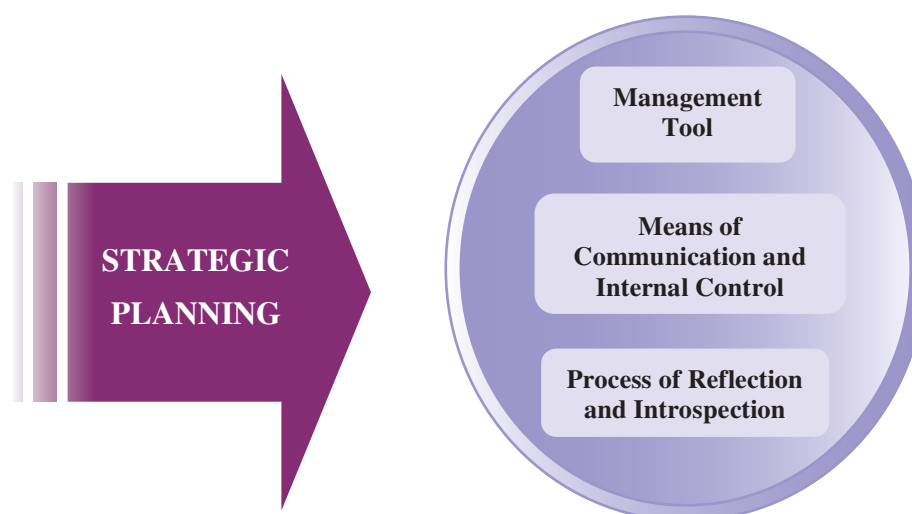 STRATEGIC
PLANNING
Management
Tool
Means of
Communication and
Internal Control
Process of Reflection
and Introspection